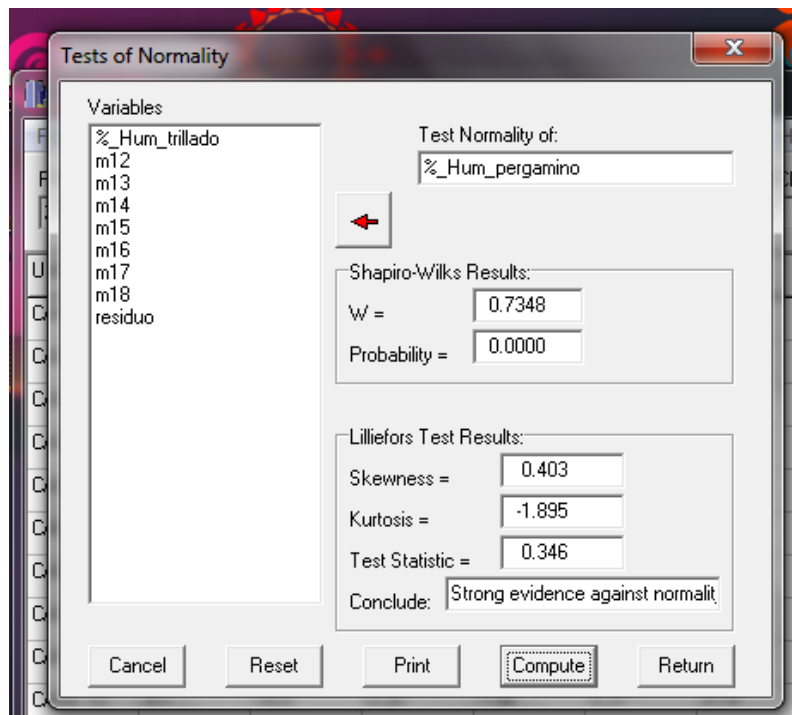 Tests of Normality
Variables
%_Hum_trillado
m12
m13
m14
m15
m16
m17
m18
residuo
Test Normality of:
%_Hum_pergamino
Shapiro-Wilks Results:
W = 0.7348
Probability = 0.0000
Lilliefors Test Results:
Skewness = 0.403
Kurtosis = -1.895
Test Statistic = 0.346
Conclude: Strong evidence against normalit
Cancel Reset Print Compute Return